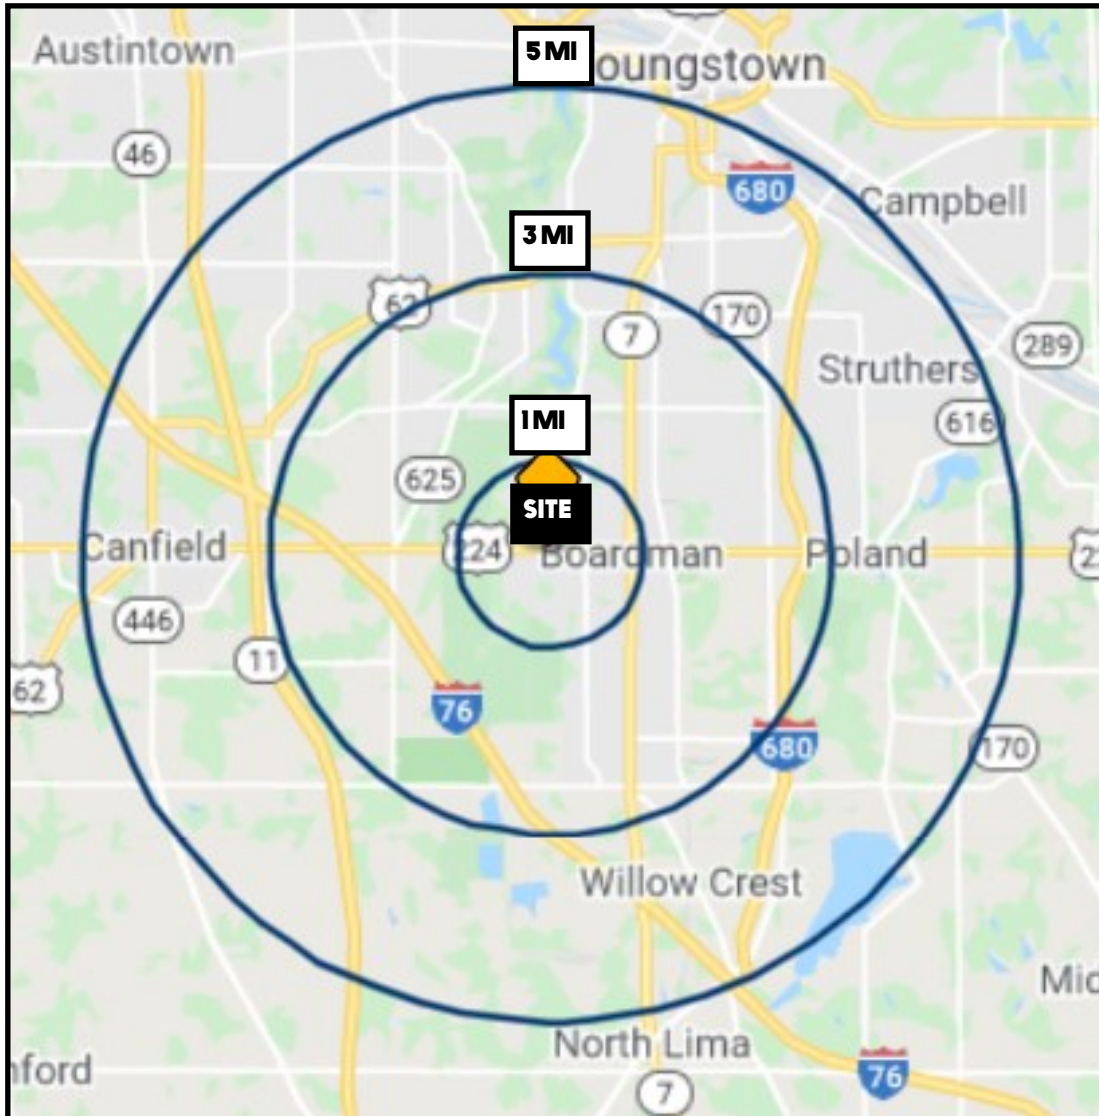 Austintown
5 MI
oungstown
46
680
Campbell
3 MI
62
170
7
289
Struthers
1 MI
616
625
SITE
Canfield
224
Boardman
Poland
22
446
11
62
76
680
170
Willow Crest
Mid
North Lima
nford
76
7